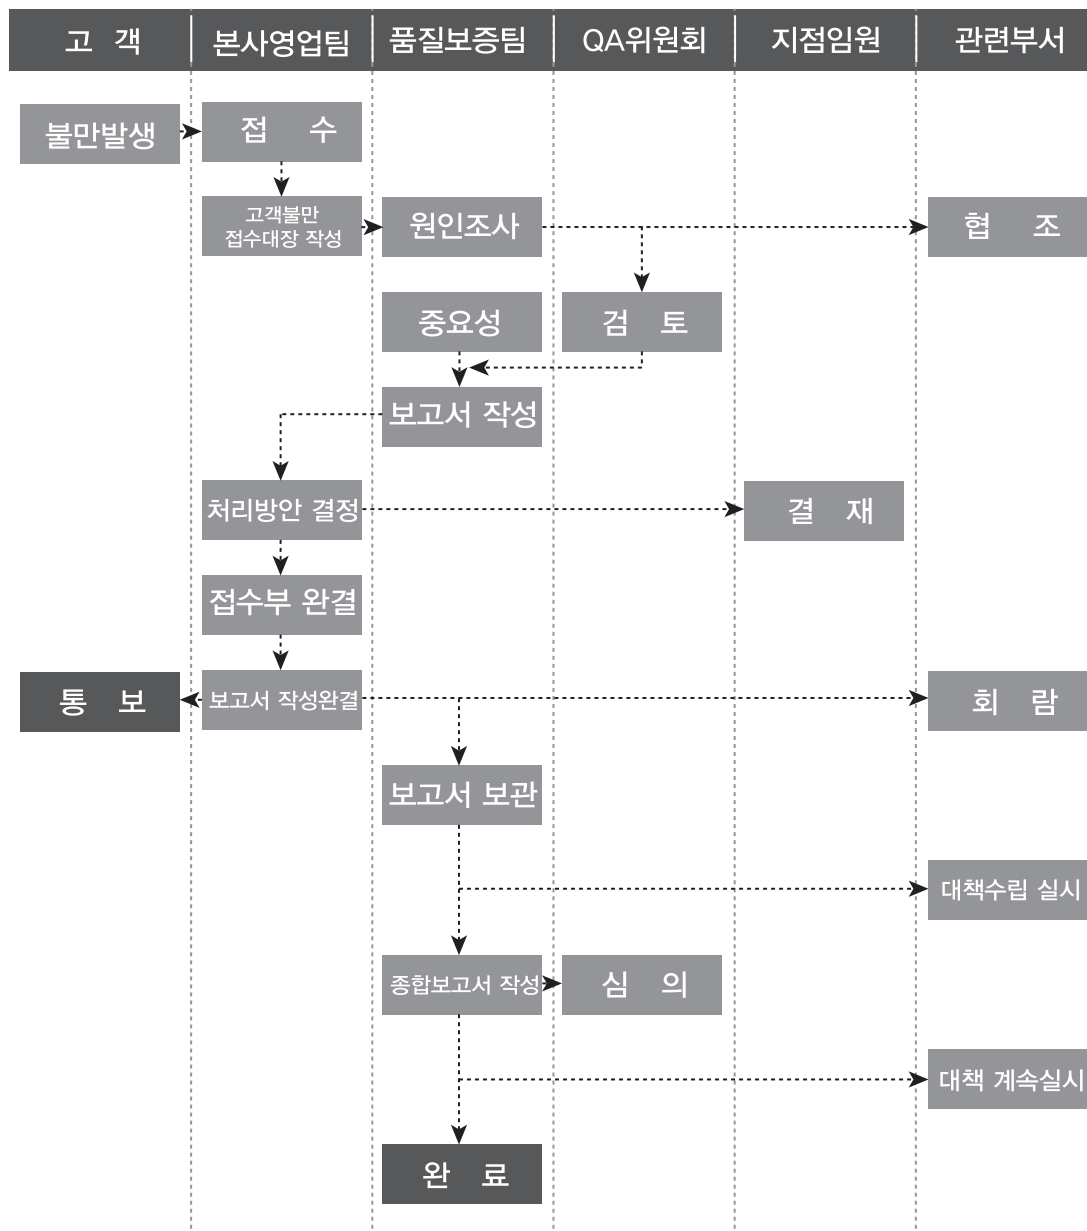 고 객
본사영업팀
품질보증팀
QA위원회
지점임원
관련부서
불만발생
접 수
고객불만
접수대장 작성
원인조사
협 조
중요성
검 토
보고서 작성
처리방안 결정
결 재
접수부 완결
통 보
보고서 작성완결
회 람
보고서 보관
대책수립 실시
종합보고서 작성
심 의
대책 계속실시
완 료